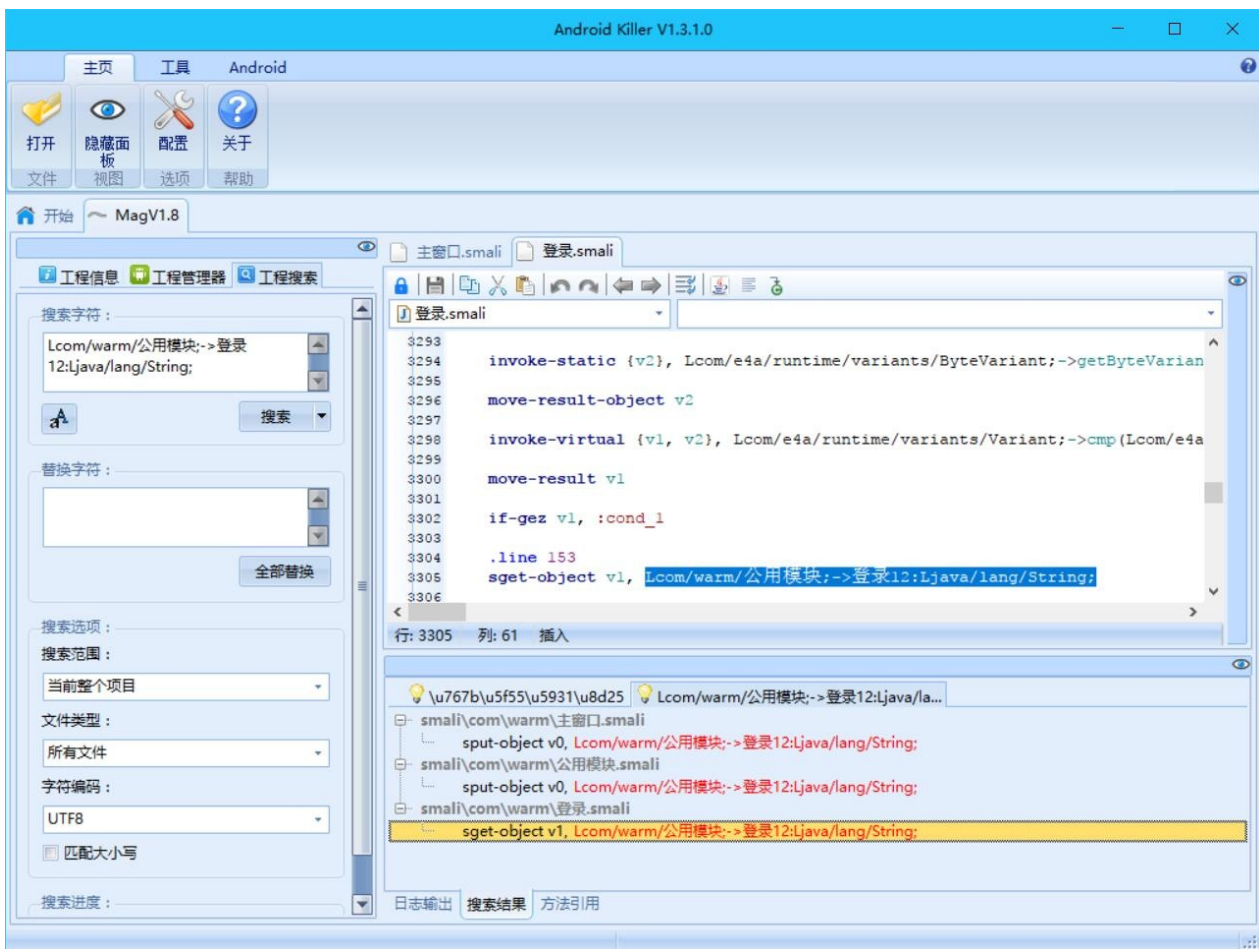 Android Killer V1.3.1.0
主页 工具 Android
打开 隐藏面板 配置 关于
文件 视图 选项 帮助
开始 MagV1.8
工程信息 工程管理器 工程搜索
搜索字符：
Lcom/warm/公用模块;->登录
12:Ljava/lang/String;
搜索
替换字符：
全部替换
搜索选项：
搜索范围：
当前整个项目
文件类型：
所有文件
字符编码：
UTF8
匹配大小写
搜索进度：
主窗口.smali 登录.smali
登录.smali
3293
3294 invoke-static {v2}, Lcom/e4a/runtime/variants/ByteVariant;->getByteVarian
3295
3296 move-result-object v2
3297
3298 invoke-virtual {v1, v2}, Lcom/e4a/runtime/variants/Variant;->cmp(Lcom/e4a
3299
3300 move-result v1
3301
3302 if-gez v1, :cond_1
3303
3304 .line 153
3305 sget-object v1, Lcom/warm/公用模块;->登录12:Ljava/lang/String;
3306
行: 3305 列: 61 插入
\u767b\u5f55\u5931\u8d25 Lcom/warm/公用模块;->登录12:Ljava/la...
smali\com\warm\主窗口.smali
sput-object v0, Lcom/warm/公用模块;->登录12:Ljava/lang/String;
smali\com\warm\公用模块.smali
sput-object v0, Lcom/warm/公用模块;->登录12:Ljava/lang/String;
smali\com\warm\登录.smali
sget-object v1, Lcom/warm/公用模块;->登录12:Ljava/lang/String;
日志输出 搜索结果 方法引用